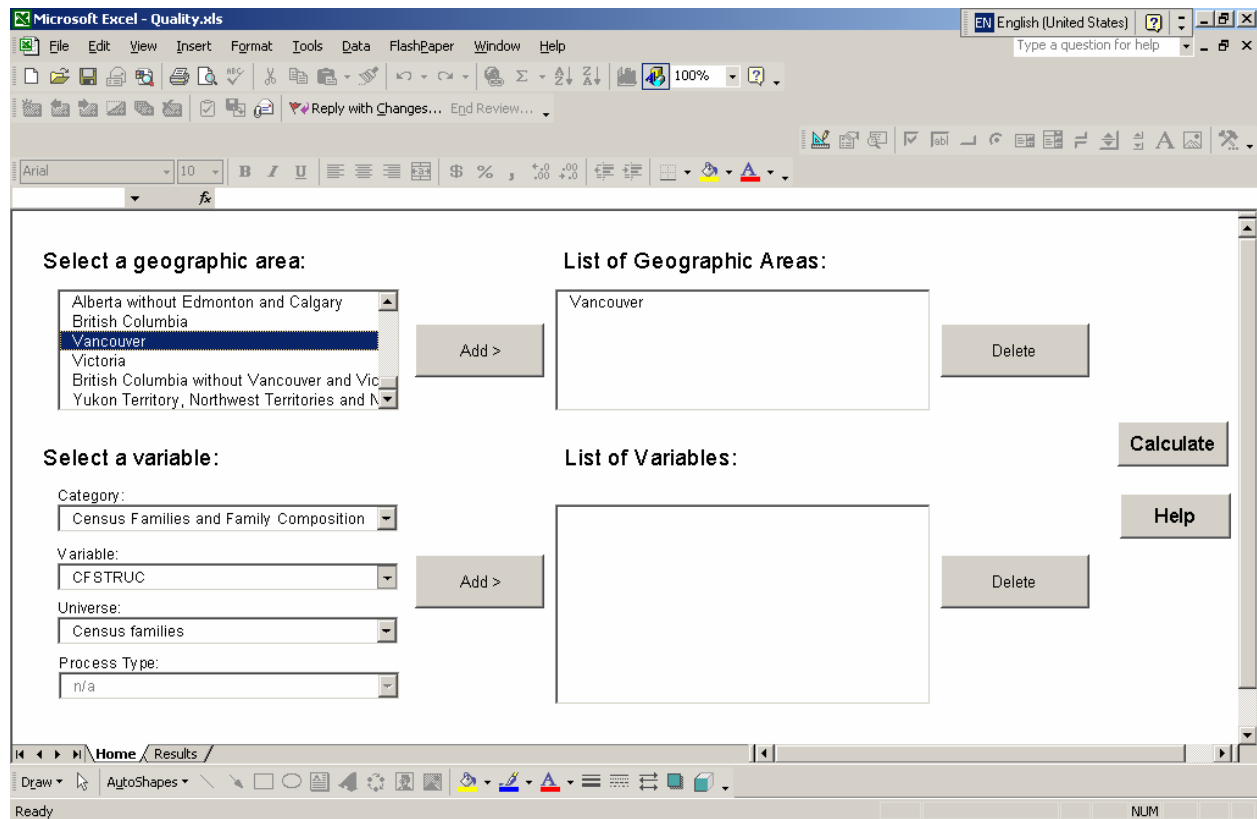 Microsoft Excel - Quality.xls
EN English (United States)
File Edit View Insert Format Tools Data FlashPaper Window Help
Type a question for help
100%
Reply with Changes... End Review...
Arial 10 B I U $ % ,
fx
Select a geographic area:
List of Geographic Areas:
Alberta without Edmonton and Calgary
British Columbia
Vancouver
Victoria
British Columbia without Vancouver and Vic
Yukon Territory, Northwest Territories and N
Add >
Vancouver
Delete
Calculate
Help
Select a variable:
List of Variables:
Category:
Census Families and Family Composition
Variable:
CFSTRUC
Add >
Delete
Universe:
Census families
Process Type:
n/a
Home Results
Draw AutoShapes
Ready
NUM